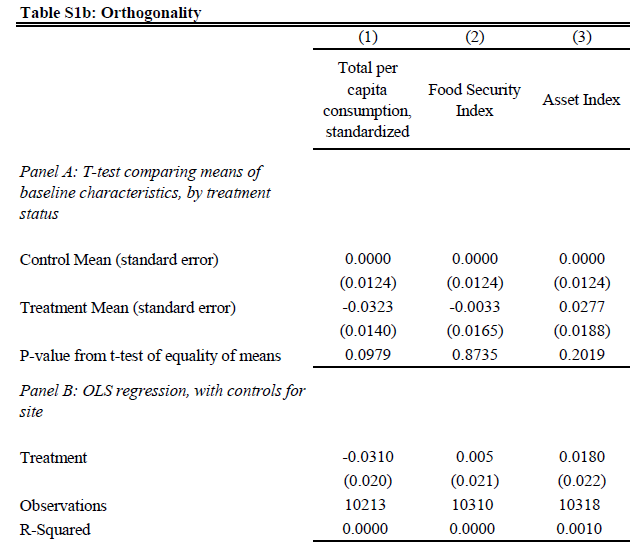 Table S1b: Orthogonality
(1) (2) (3)
Total per
capita
consumption,
standardized
Food Security
Index
Asset Index
Panel A: T-test comparing means of
baseline characteristics, by treatment
status
Control Mean (standard error) 0.0000 0.0000 0.0000
(0.0124) (0.0124) (0.0124)
Treatment Mean (standard error) -0.0323 -0.0033 0.0277
(0.0140) (0.0165) (0.0188)
P-value from t-test of equality of means 0.0979 0.8735 0.2019
Panel B: OLS regression, with controls for
site
Treatment -0.0310 0.005 0.0180
(0.020) (0.021) (0.022)
Observations 10213 10310 10318
R-Squared 0.0000 0.0000 0.0010